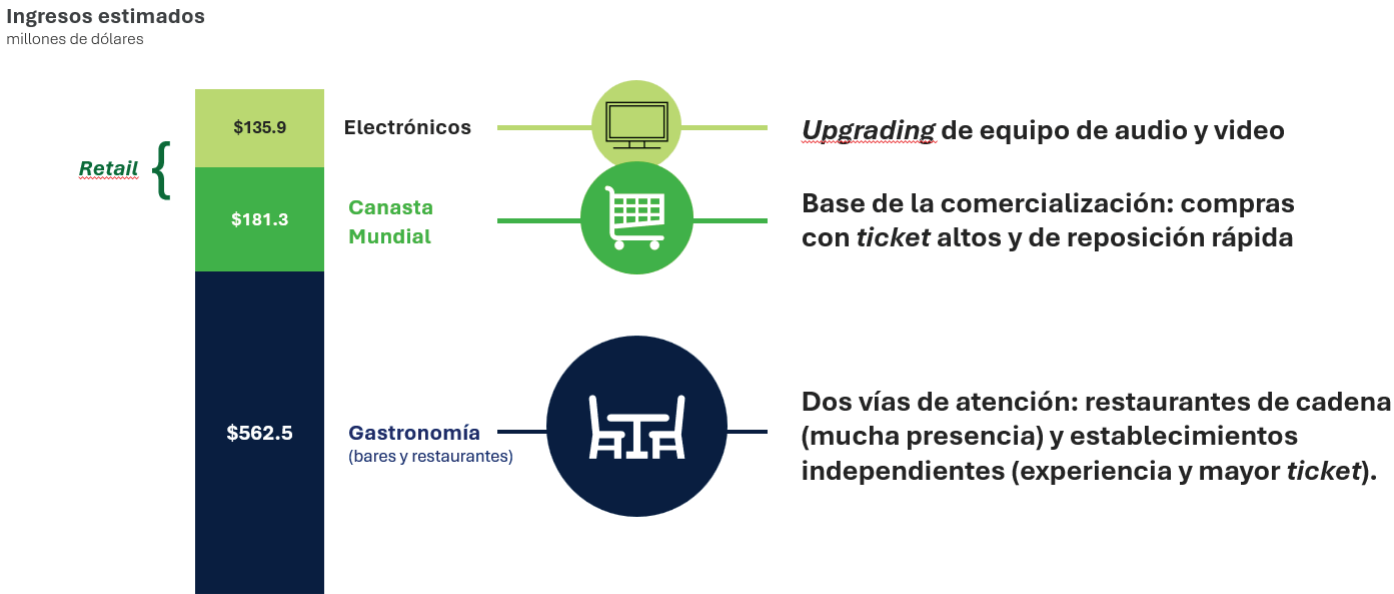 Ingresos estimados
millones de dólares
$135.9
Electrónicos
Upgrading de equipo de audio y video
Retail
{
$181.3
Canasta
Mundial
Base de la comercialización: compras
con ticket altos y de reposición rápida
$562.5
Gastronomía
(bares y restaurantes)
Dos vías de atención: restaurantes de cadena
(mucha presencia) y establecimientos
independientes (experiencia y mayor ticket).